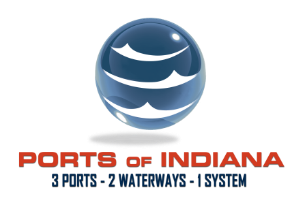 PORTS OF INDIANA
3 PORTS - 2 WATERWAYS - 1 SYSTEM